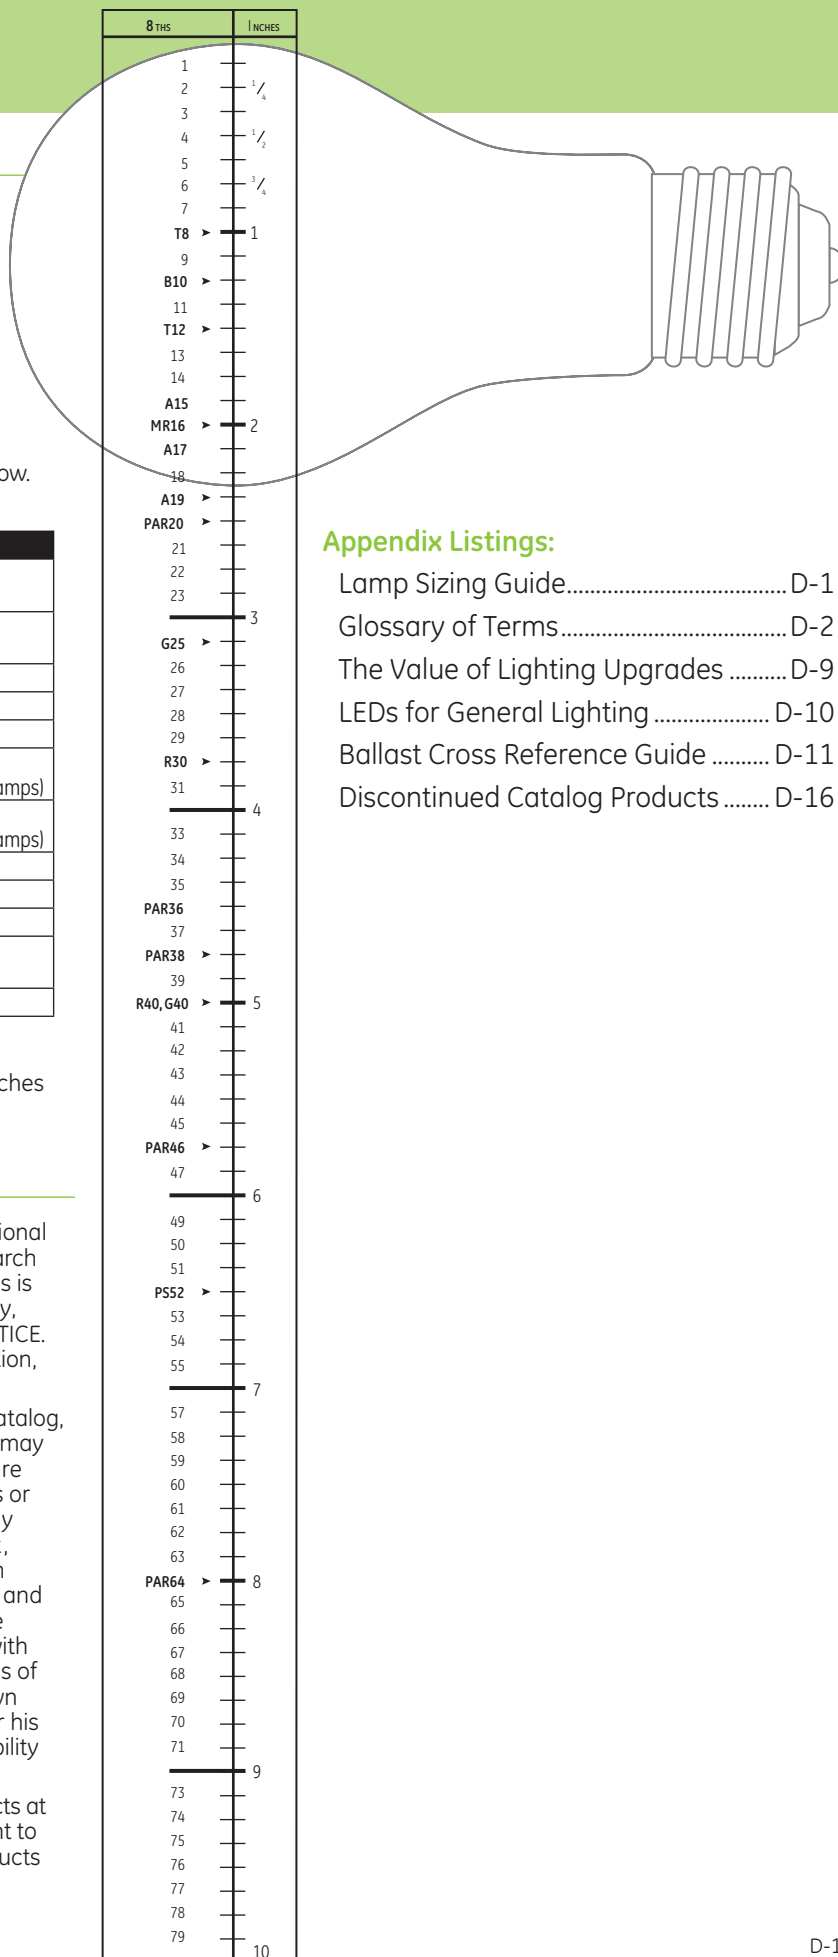 8 THS INCHES
1
2 1/4
3
4 1/2
5
6 3/4
7
T8 ➤ 1
9
B10 ➤
11
T12 ➤
13
14
A15
MR16 ➤ 2
A17
18
A19 ➤
PAR20 ➤
21
22
23
3
G25 ➤
26
27
28
29
R30 ➤
31
4
33
34
35
PAR36
37
PAR38 ➤
39
R40, G40 ➤ 5
41
42
43
44
45
PAR46 ➤
47
6
49
50
51
PS52 ➤
53
54
55
7
57
58
59
60
61
62
63
PAR64 ➤ 8
65
66
67
68
69
70
71
9
73
74
75
76
77
78
79
10
ow.
amps)
amps)
ches
ional
arch
s is
y,
TICE.
ion,
atalog,
may
re
s or
y
,
n
and
e
with
s of
vn
r his
bility
cts at
nt to
ucts
Appendix Listings:
Lamp Sizing Guide.................................D-1
Glossary of Terms..................................D-2
The Value of Lighting Upgrades ..........D-9
LEDs for General Lighting .................... D-10
Ballast Cross Reference Guide .......... D-11
Discontinued Catalog Products ........ D-16
D-1